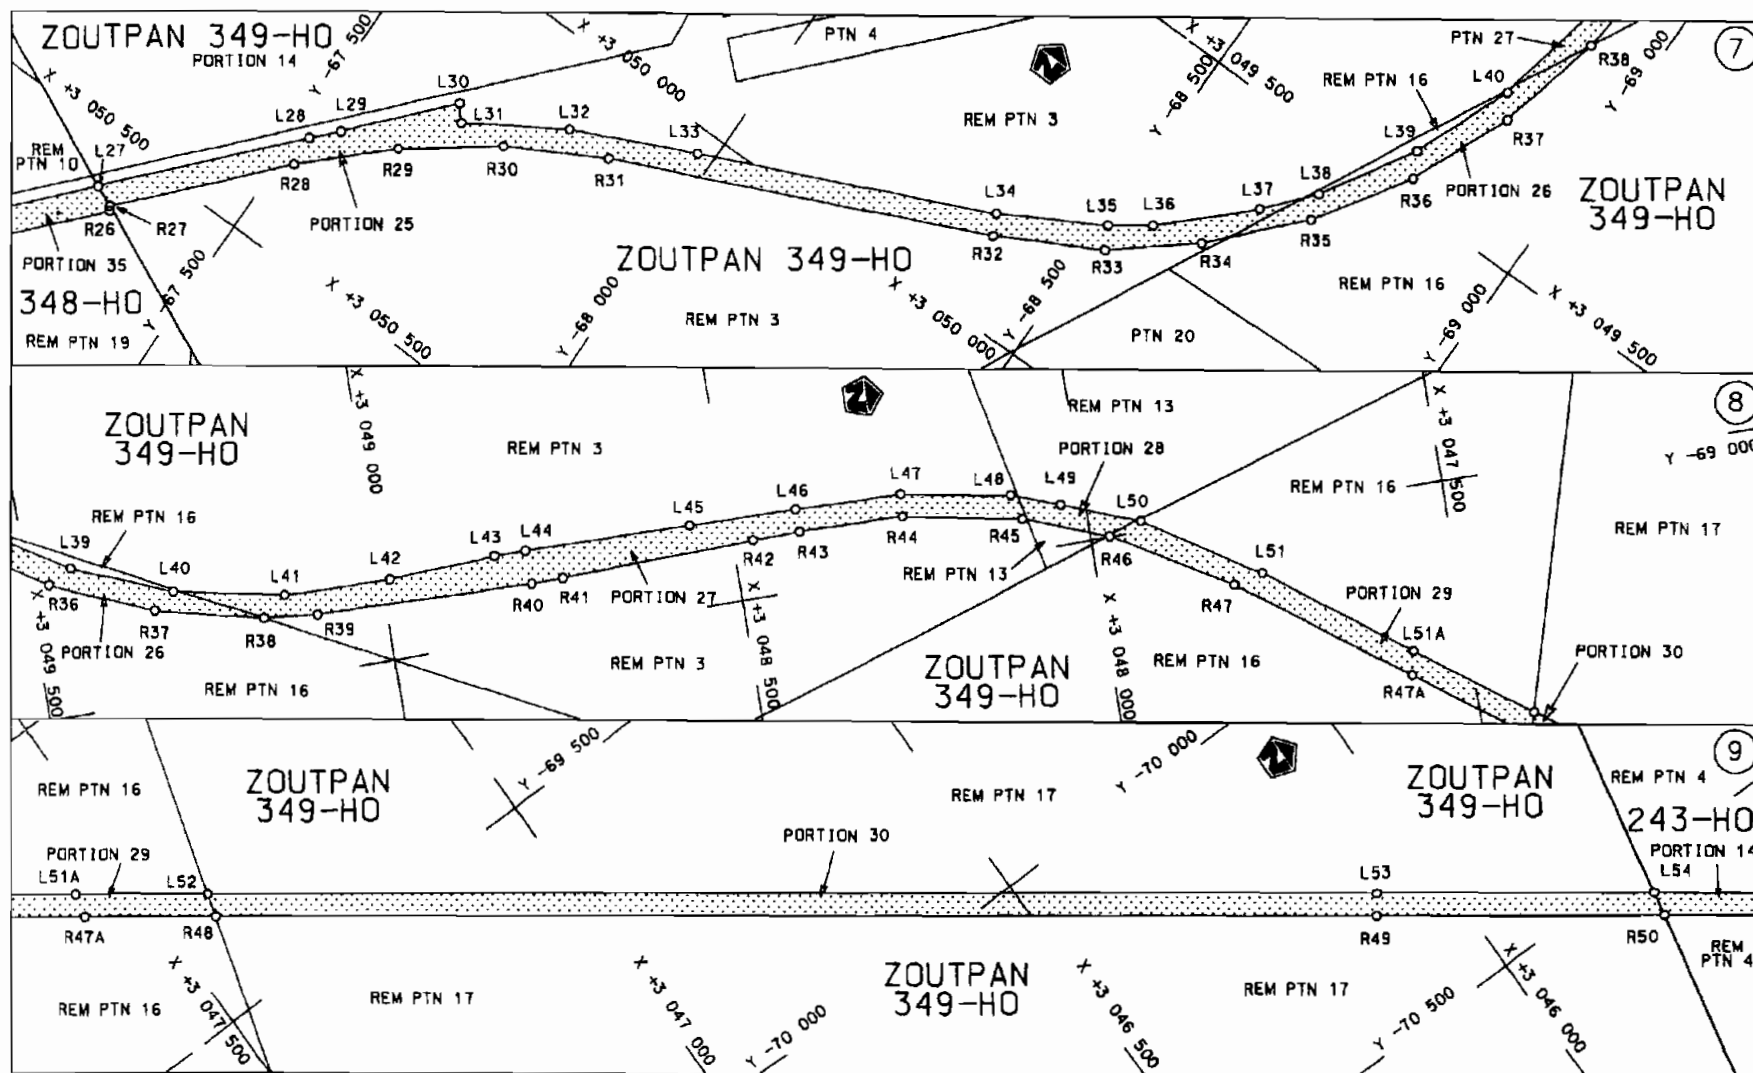 ZOUTPAN 349-HO
PORTION 14
Y -67 500
X +3 050 000
PTN 4
X +3 049 500
Y -68 500
PTN 27
R38
Y -69 000
7
X +3 050 500
REM
PTN 10
L27
L28
L29
L30
L31
L32
L33
REM PTN 3
REM PTN 16
L40
L39
R37
R26
R27
R28
R29
R30
R31
PORTION 25
L34
L35
L36
L37
L38
R36
PORTION 26
ZOUTPAN
349-HO
PORTION 35
348-HO
REM PTN 19
Y -67 500
X +3 050 500
Y -68 000
ZOUTPAN 349-HO
REM PTN 3
R32
R33
R34
R35
X +3 050 000
Y -68 500
PTN 20
REM PTN 16
Y -69 000
X +3 049 500
ZOUTPAN
349-HO
X +3 049 000
REM PTN 3
REM PTN 13
PORTION 28
X +3 047 500
REM PTN 16
Y -69 000
8
REM PTN 17
REM PTN 16
L39
L40
L41
L42
L43
L44
L45
L46
L47
L48
L49
L50
L51
R36
R37
R38
R39
R40
R41
R42
R43
R44
R45
R46
R47
X +3 049 500
PORTION 26
REM PTN 16
PORTION 27
REM PTN 3
X +3 048 500
REM PTN 13
ZOUTPAN
349-HO
X +3 048 000
REM PTN 16
PORTION 29
L51A
R47A
PORTION 30
REM PTN 16
ZOUTPAN
349-HO
Y -69 500
REM PTN 17
Y -70 000
ZOUTPAN
349-HO
REM PTN 4
9
243-HO
PORTION 14
PORTION 29
L51A
L52
PORTION 30
L53
L54
R47A
R48
R49
R50
REM
PTN 4
REM PTN 16
X +3 047 500
REM PTN 17
X +3 047 000
Y -70 000
ZOUTPAN
349-HO
X +3 046 500
REM PTN 17
Y -70 500
X +3 046 000